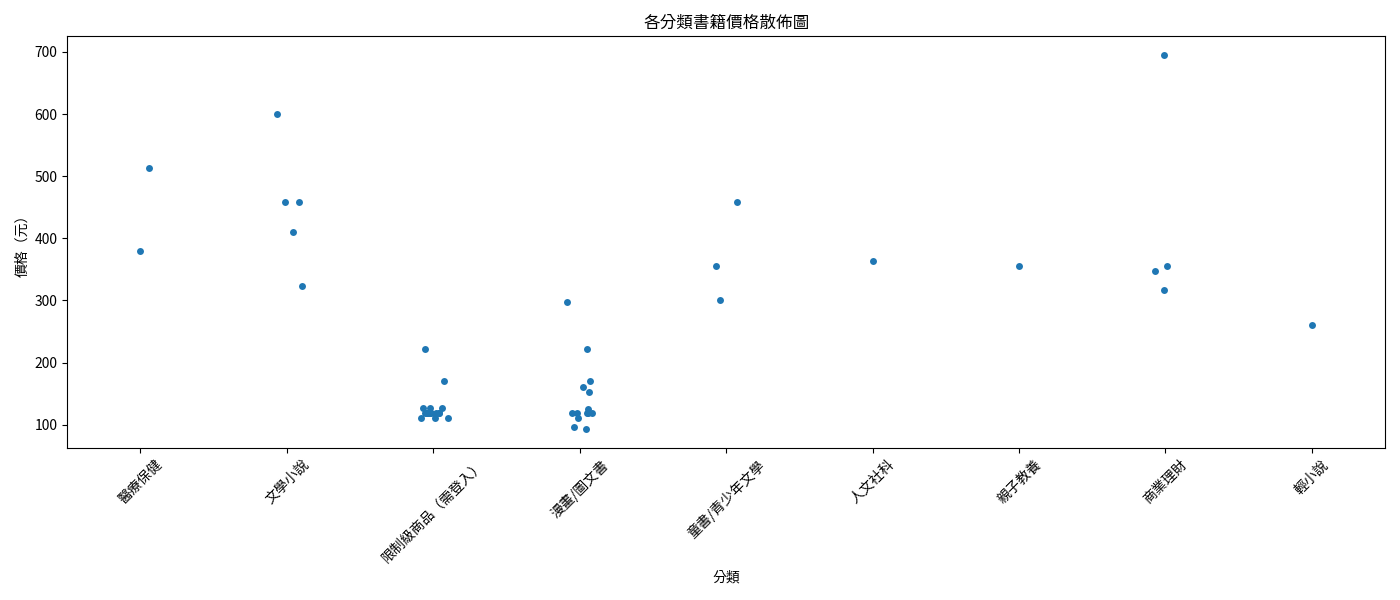 各分類書籍價格散佈圖
價格（元）
700
600
500
400
300
200
100
醫療保健
文學小說
限制級商品（需登入）
漫畫/圖文書
童書/青少年文學
人文社科
親子教養
商業理財
輕小說
分類